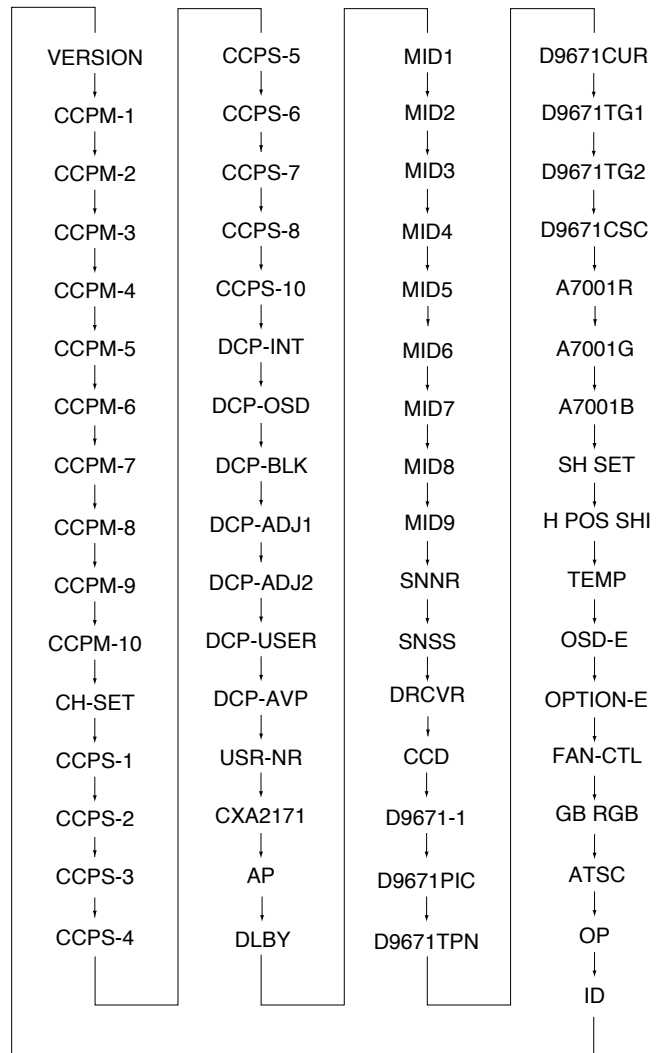 VERSION
CCPM-1
CCPM-2
CCPM-3
CCPM-4
CCPM-5
CCPM-6
CCPM-7
CCPM-8
CCPM-9
CCPM-10
CH-SET
CCPS-1
CCPS-2
CCPS-3
CCPS-4
CCPS-5
CCPS-6
CCPS-7
CCPS-8
CCPS-10
DCP-INT
DCP-OSD
DCP-BLK
DCP-ADJ1
DCP-ADJ2
DCP-USER
DCP-AVP
USR-NR
CXA2171
AP
DLBY
MID1
MID2
MID3
MID4
MID5
MID6
MID7
MID8
MID9
SNNR
SNSS
DRCVR
CCD
D9671-1
D9671PIC
D9671TPN
D9671CUR
D9671TG1
D9671TG2
D9671CSC
A7001R
A7001G
A7001B
SH SET
H POS SHI
TEMP
OSD-E
OPTION-E
FAN-CTL
GB RGB
ATSC
OP
ID